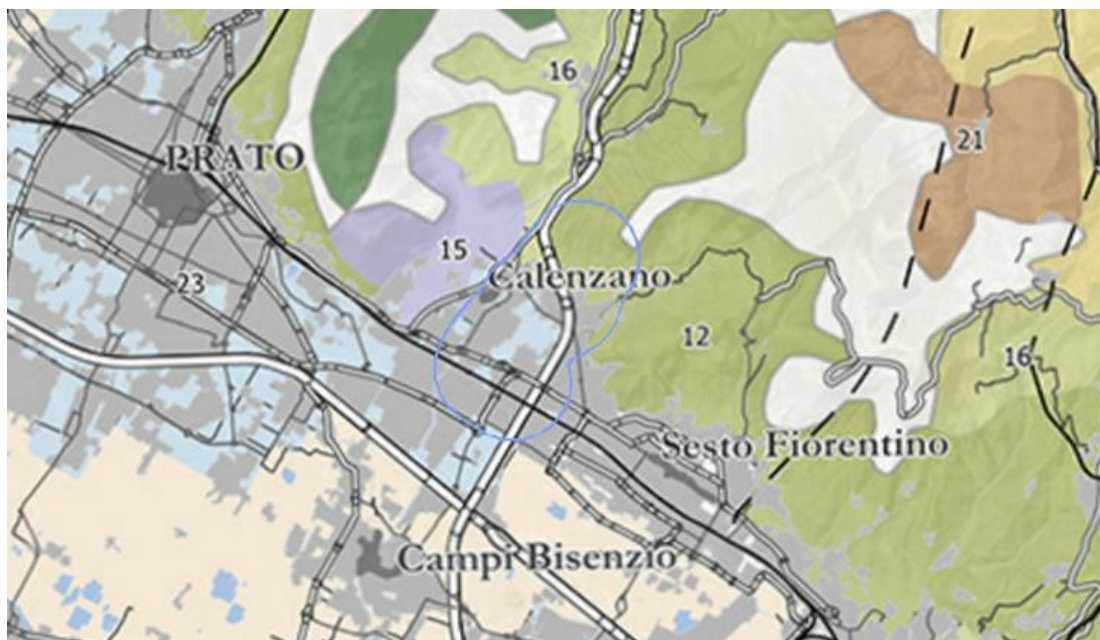 16
21
PRATO
15
Calenzano
23
12
16
Sesto Fiorentino
Campi Bisenzio